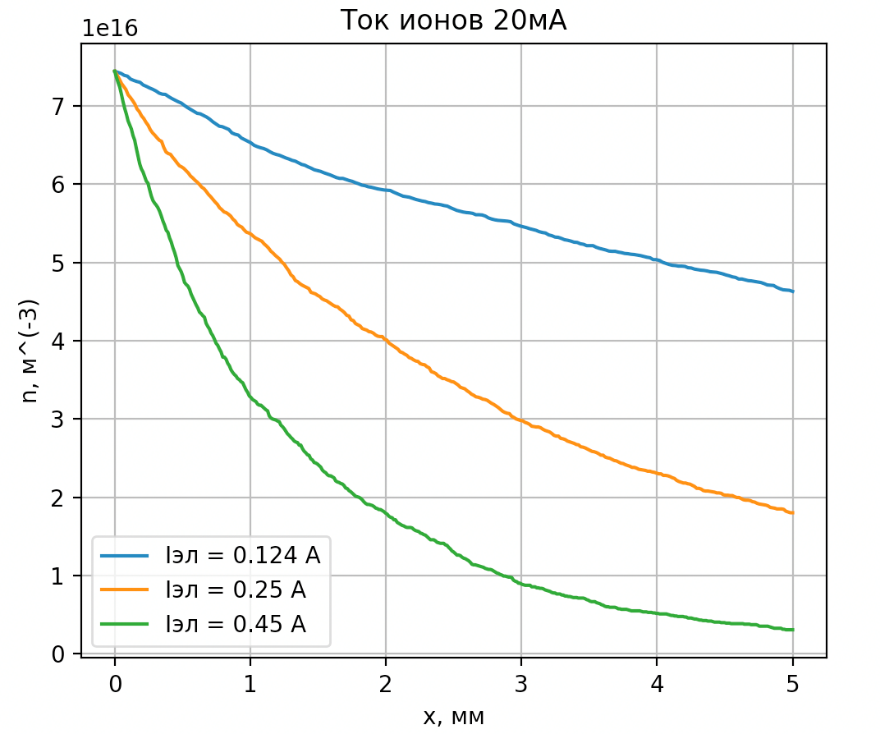 Ток ионов 20мА
1e16
7
6
5
4
3
2
1
0
n, м^(-3)
Iэл = 0.124 А
Iэл = 0.25 А
Iэл = 0.45 А
0 1 2 3 4 5
x, мм